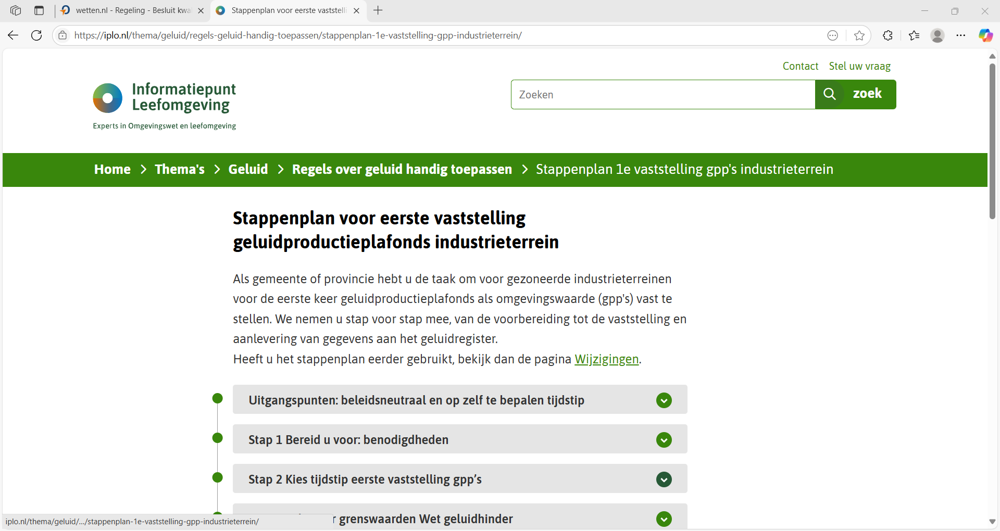 wetten.nl - Regeling - Besluit kwa
Stappenplan voor eerste vaststelli
https://iplo.nl/thema/geluid/regels-geluid-handig-toepassen/stappenplan-1e-vaststelling-gpp-industrieterrein/
Contact Stel uw vraag
Informatiepunt
Leefomgeving
Experts in Omgevingswet en leefomgeving
Zoeken
zoek
Home > Thema's > Geluid > Regels over geluid handig toepassen > Stappenplan 1e vaststelling gpp's industrieterrein
Stappenplan voor eerste vaststelling
geluidproductieplafonds industrieterrein
Als gemeente of provincie hebt u de taak om voor gezoneerde industrieterreinen
voor de eerste keer geluidproductieplafonds als omgevingswaarde (gpp's) vast te
stellen. We nemen u stap voor stap mee, van de voorbereiding tot de vaststelling en
aanlevering van gegevens aan het geluidregister.
Heeft u het stappenplan eerder gebruikt, bekijk dan de pagina Wijzigingen.
Uitgangspunten: beleidsneutraal en op zelf te bepalen tijdstip
Stap 1 Bereid u voor: benodigdheden
Stap 2 Kies tijdstip eerste vaststelling gpp’s
grenswaarden Wet geluidhinder
iplo.nl/thema/geluid/.../stappenplan-1e-vaststelling-gpp-industrieterrein/